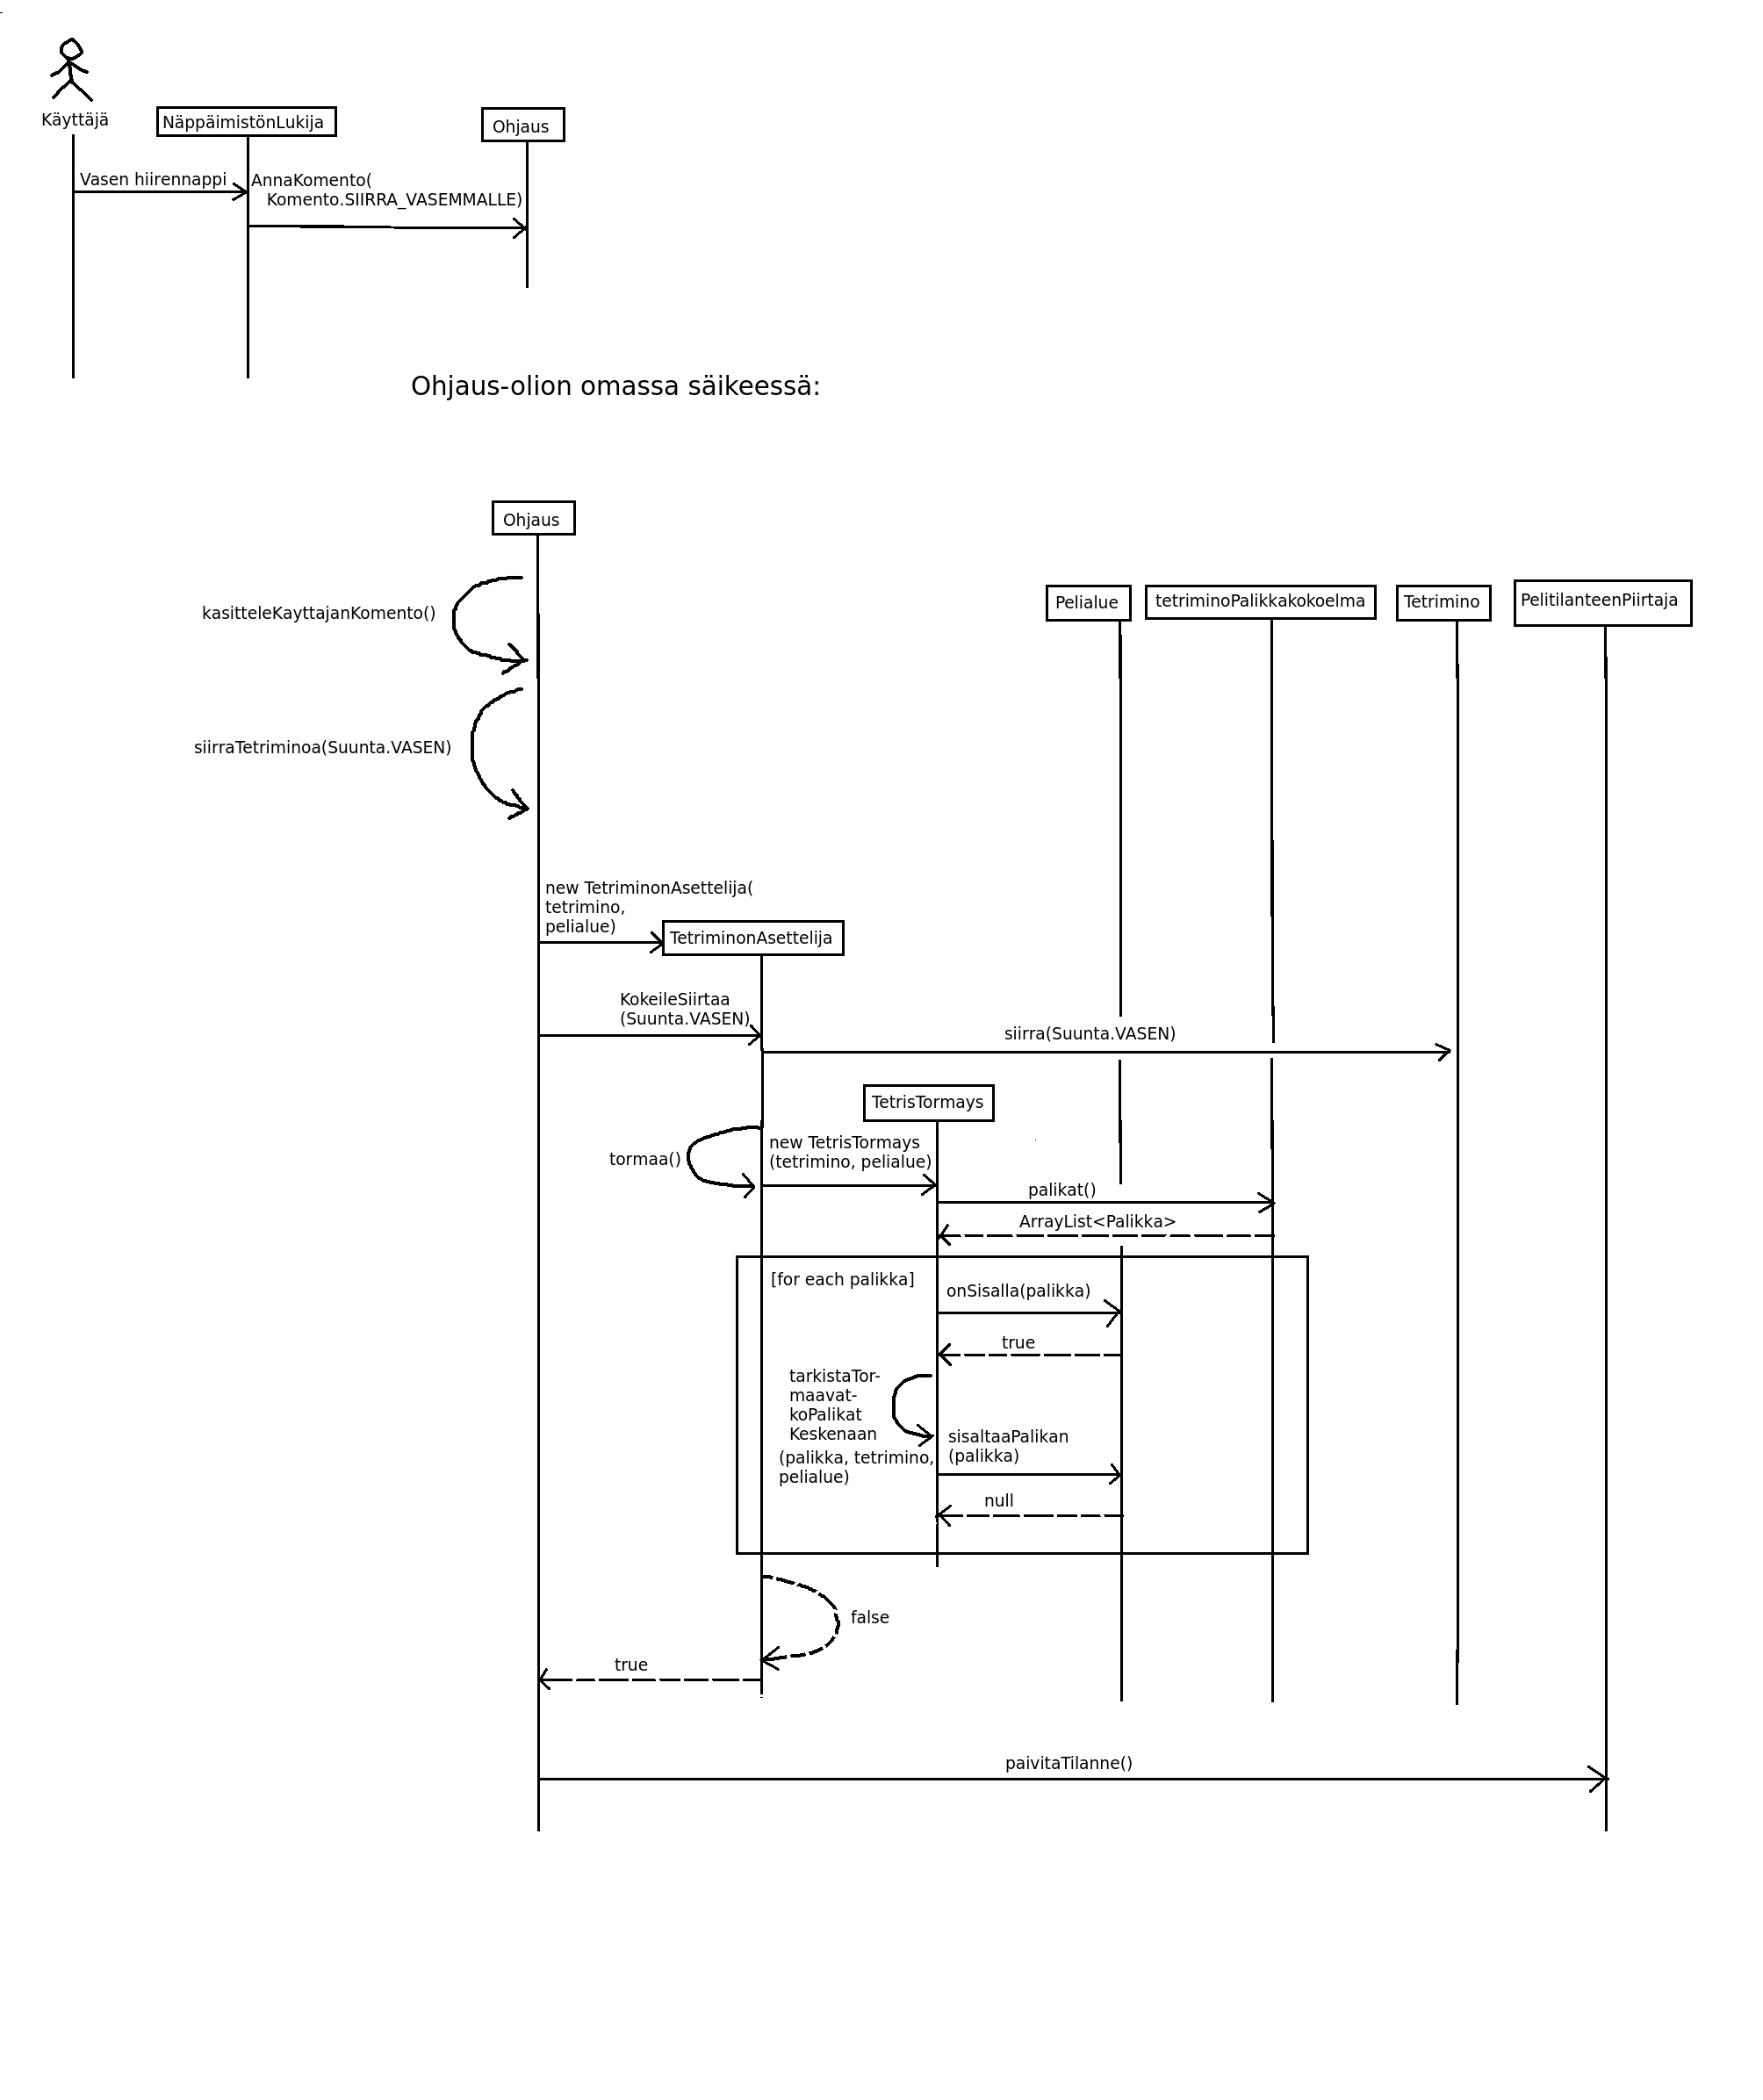 Käyttäjä
NäppäimistönLukija
Ohjaus
Vasen hiirennappi
AnnaKomento(
Komento.SIIRRA_VASEMMALLE)
Ohjaus-olion omassa säikeessä:
Ohjaus
Pelialue
tetriminoPalikkakokoelma
Tetrimino
PelitilanteenPiirtaja
kasitteleKayttajanKomento()
siirraTetriminoa(Suunta.VASEN)
new TetriminonAsettelija(
tetrimino,
pelialue)
TetriminonAsettelija
KokeileSiirtaa
(Suunta.VASEN)
siirra(Suunta.VASEN)
TetrisTormays
tormaa()
new TetrisTormays
(tetrimino, pelialue)
palikat()
ArrayList<Palikka>
[for each palikka]
onSisalla(palikka)
true
tarkistaTor-
maavat-
koPalikat
Keskenaan
(palikka, tetrimino,
pelialue)
sisaltaaPalikan
(palikka)
null
false
true
paivitaTilanne()